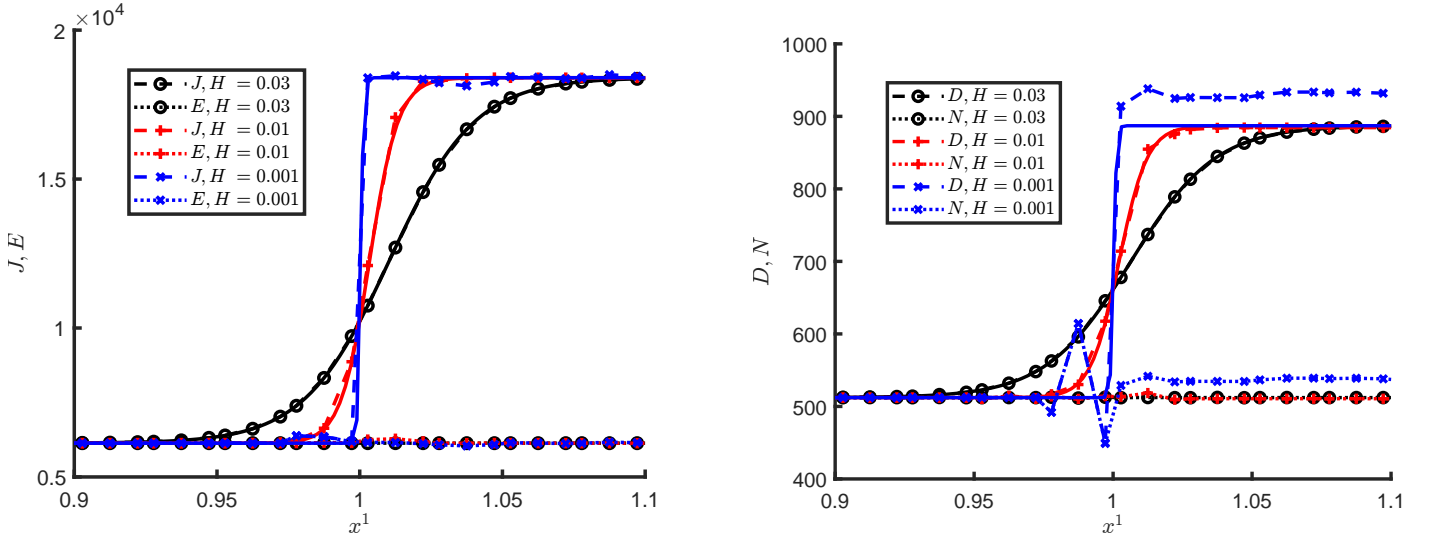 ×10⁴
2
1.5
1
0.5
J, E
J, H = 0.03
E, H = 0.03
J, H = 0.01
E, H = 0.01
J, H = 0.001
E, H = 0.001
0.9 0.95 1 1.05 1.1
x¹
1000
900
800
700
600
500
400
D, N
D, H = 0.03
N, H = 0.03
D, H = 0.01
N, H = 0.01
D, H = 0.001
N, H = 0.001
0.9 0.95 1 1.05 1.1
x¹